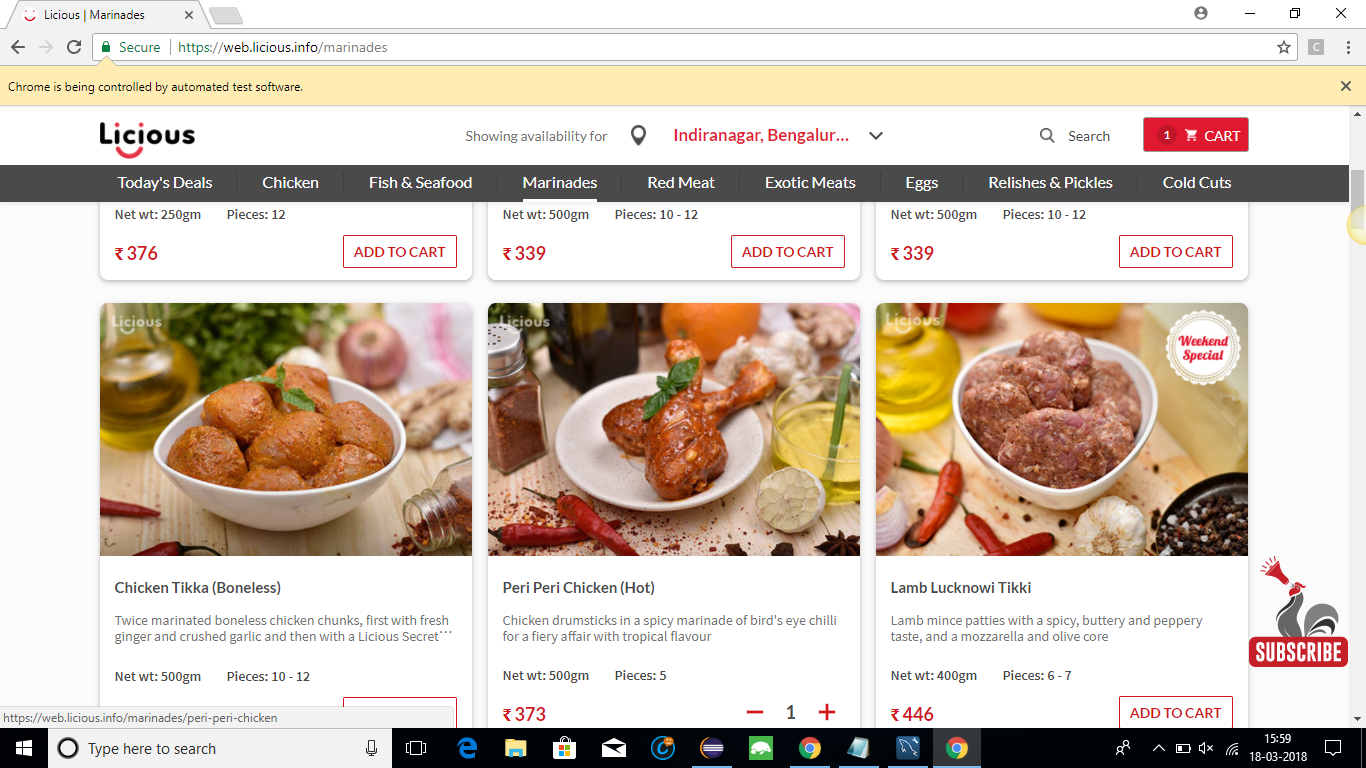 Licious | Marinades
Secure https://web.licious.info/marinades
C
Chrome is being controlled by automated test software.
Licious
Showing availability for
Indiranagar, Bengalur...
Search
1 CART
Today's Deals
Chicken
Fish & Seafood
Marinades
Red Meat
Exotic Meats
Eggs
Relishes & Pickles
Cold Cuts
Net wt: 250gm Pieces: 12
₹ 376
ADD TO CART
Net wt: 500gm Pieces: 10 - 12
₹ 339
ADD TO CART
Net wt: 500gm Pieces: 10 - 12
₹ 339
ADD TO CART
Licious
Chicken Tikka (Boneless)
Twice marinated boneless chicken chunks, first with fresh
ginger and crushed garlic and then with a Licious Secret...
Net wt: 500gm Pieces: 10 - 12
Licious
Peri Peri Chicken (Hot)
Chicken drumsticks in a spicy marinade of bird's eye chilli
for a fiery affair with tropical flavour
Net wt: 500gm Pieces: 5
₹ 373
1
Licious
Weekend
Special
Lamb Lucknowi Tikki
Lamb mince patties with a spicy, buttery and peppery
taste, and a mozzarella and olive core
Net wt: 400gm Pieces: 6 - 7
₹ 446
ADD TO CART
SUBSCRIBE
https://web.licious.info/marinades/peri-peri-chicken
Type here to search
15:59
18-03-2018